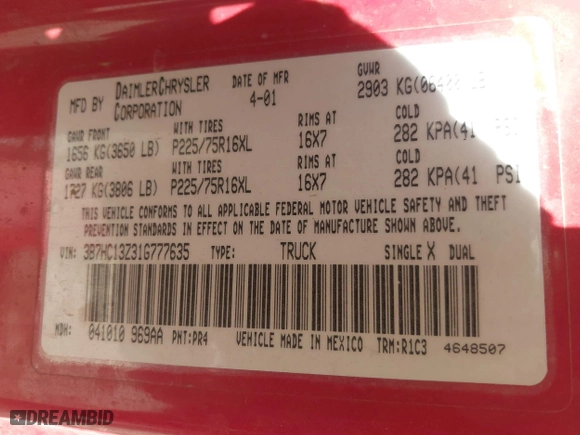 MFD BY DAIMLERCHRYSLER CORPORATION DATE OF MFR 4-01 GVWR 2903 KG(06400 LB
GAWR FRONT WITH TIRES RIMS AT COLD
1656 KG(3650 LB) P225/75R16XL 16X7 282 KPA(41 PSI
GAWR REAR WITH TIRES RIMS AT COLD
1727 KG(3806 LB) P225/75R16XL 16X7 282 KPA(41 PSI
THIS VEHICLE CONFORMS TO ALL APPLICABLE FEDERAL MOTOR VEHICLE SAFETY AND THEFT
PREVENTION STANDARDS IN EFFECT ON THE DATE OF MANUFACTURE SHOWN ABOVE.
VIN: 3B7HC13Z31G777635 TYPE: TRUCK SINGLE X DUAL
MDH: 041010 969AA PNT:PR4 VEHICLE MADE IN MEXICO TRM:R1C3 4648507
DREAMBID